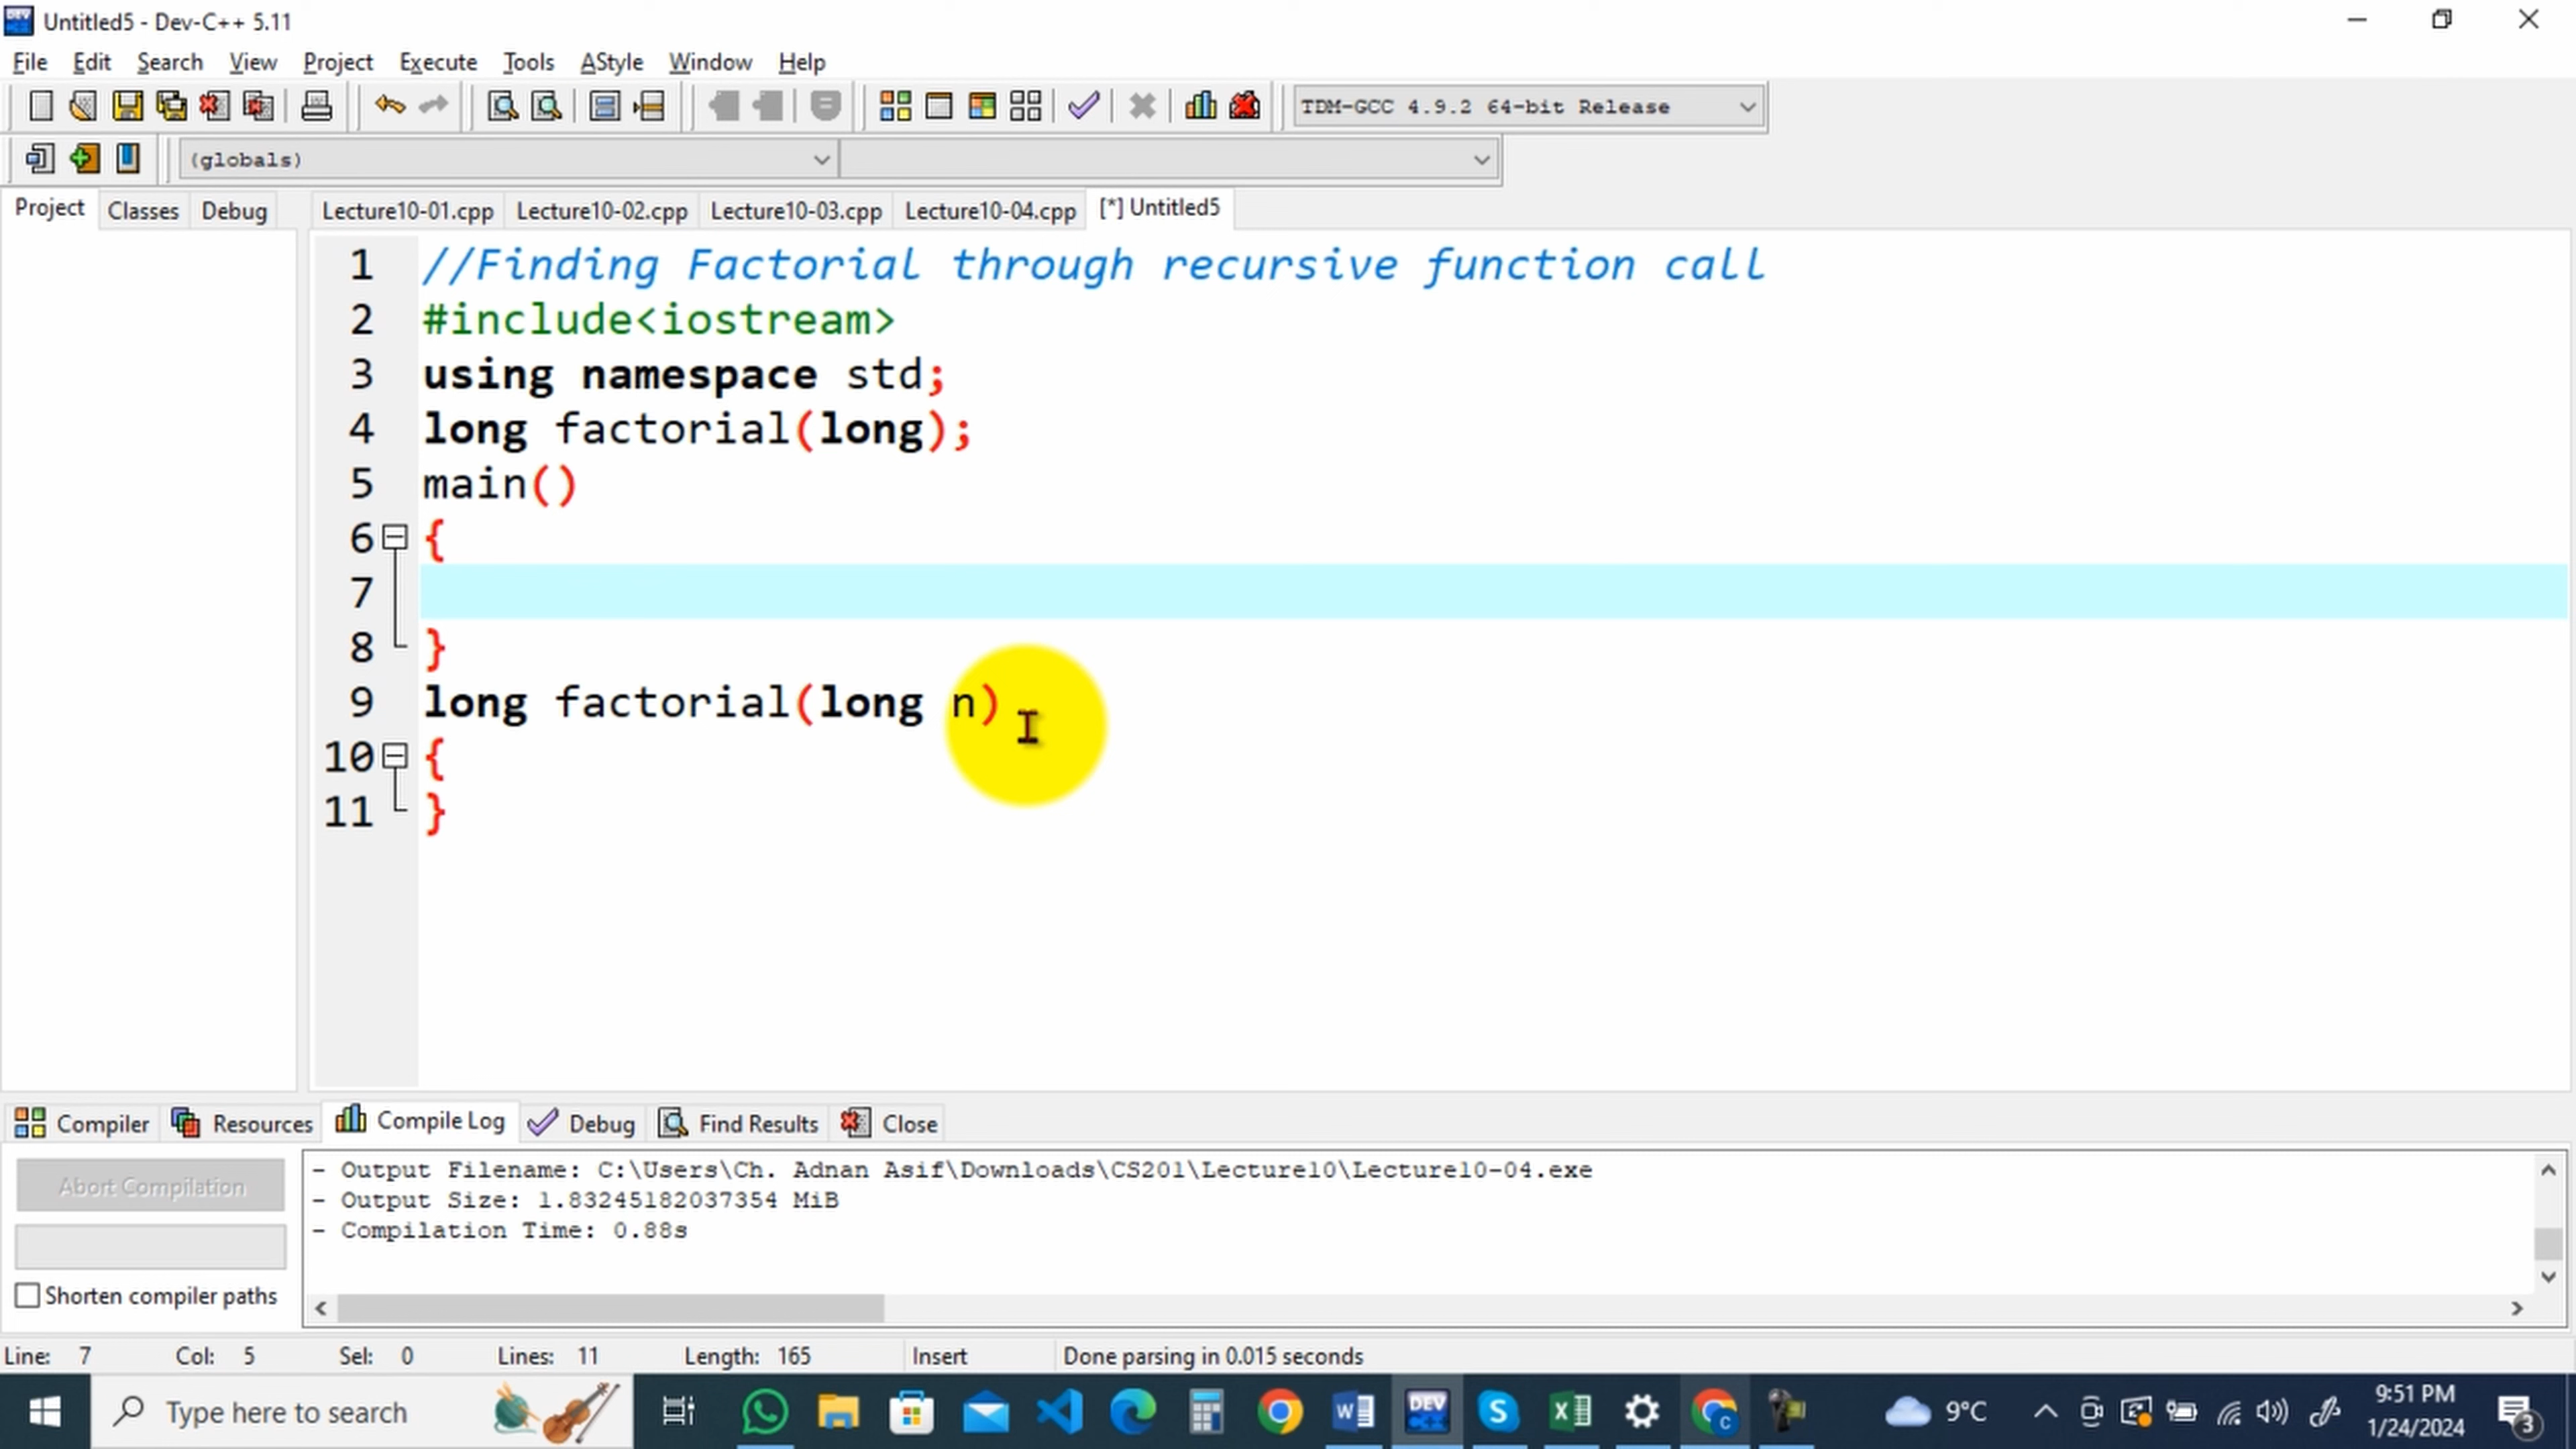 Untitled5 - Dev-C++ 5.11
File Edit Search View Project Execute Tools AStyle Window Help
TDM-GCC 4.9.2 64-bit Release
(globals)
Project Classes Debug Lecture10-01.cpp Lecture10-02.cpp Lecture10-03.cpp Lecture10-04.cpp [*] Untitled5
1 //Finding Factorial through recursive function call
2 #include<iostream>
3 using namespace std;
4 long factorial(long);
5 main()
6 {
7
8 }
9 long factorial(long n)
10 {
11 }
Compiler Resources Compile Log Debug Find Results Close
Abort Compilation
- Output Filename: C:\Users\Ch. Adnan Asif\Downloads\CS201\Lecture10\Lecture10-04.exe
- Output Size: 1.83245182037354 MiB
- Compilation Time: 0.88s
Shorten compiler paths
Line: 7 Col: 5 Sel: 0 Lines: 11 Length: 165 Insert Done parsing in 0.015 seconds
Type here to search
DEV C++
9°C
9:51 PM
1/24/2024
3